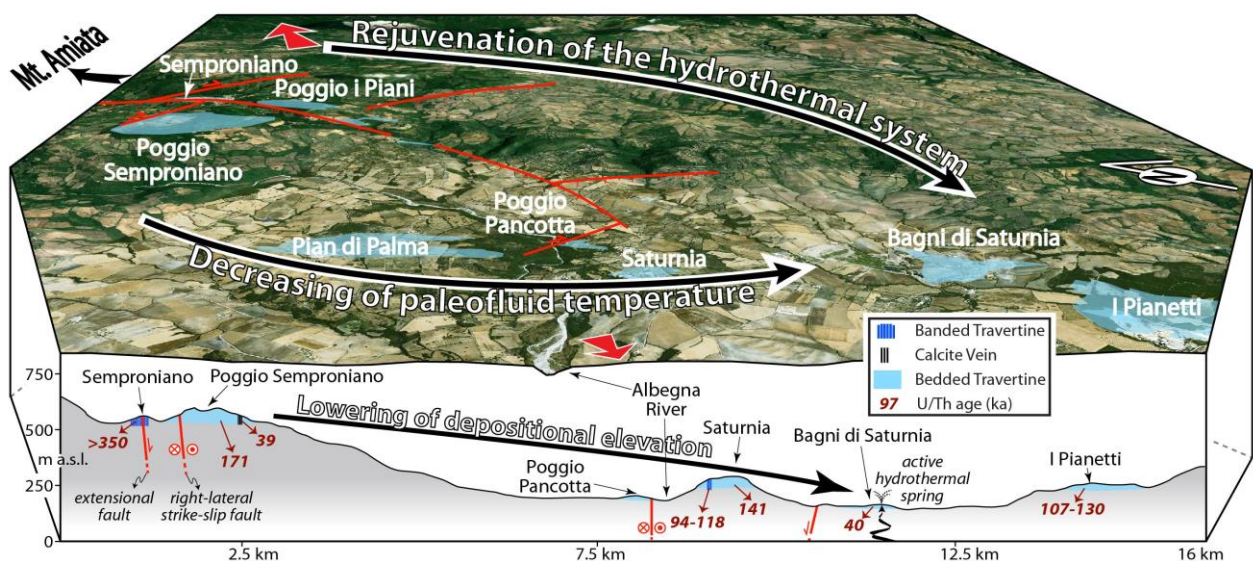 Mt. Amiata
Rejuvenation of the hydrothermal system
Semproniano
Poggio i Piani
Poggio
Semproniano
N
Poggio
Pancotta
Pian di Palma
Saturnia
Bagni di Saturnia
Decreasing of paleofluid temperature
I Pianetti
Banded Travertine
Calcite Vein
Bedded Travertine
97 U/Th age (ka)
750
500
m a.s.l.
250
0
Semproniano
Poggio Semproniano
Albegna
River
Lowering of depositional elevation
Saturnia
Bagni di Saturnia
active
hydrothermal
spring
I Pianetti
>350
171
39
extensional
fault
right-lateral
strike-slip fault
Poggio
Pancotta
94-118
141
40
107-130
2.5 km
7.5 km
12.5 km
16 km